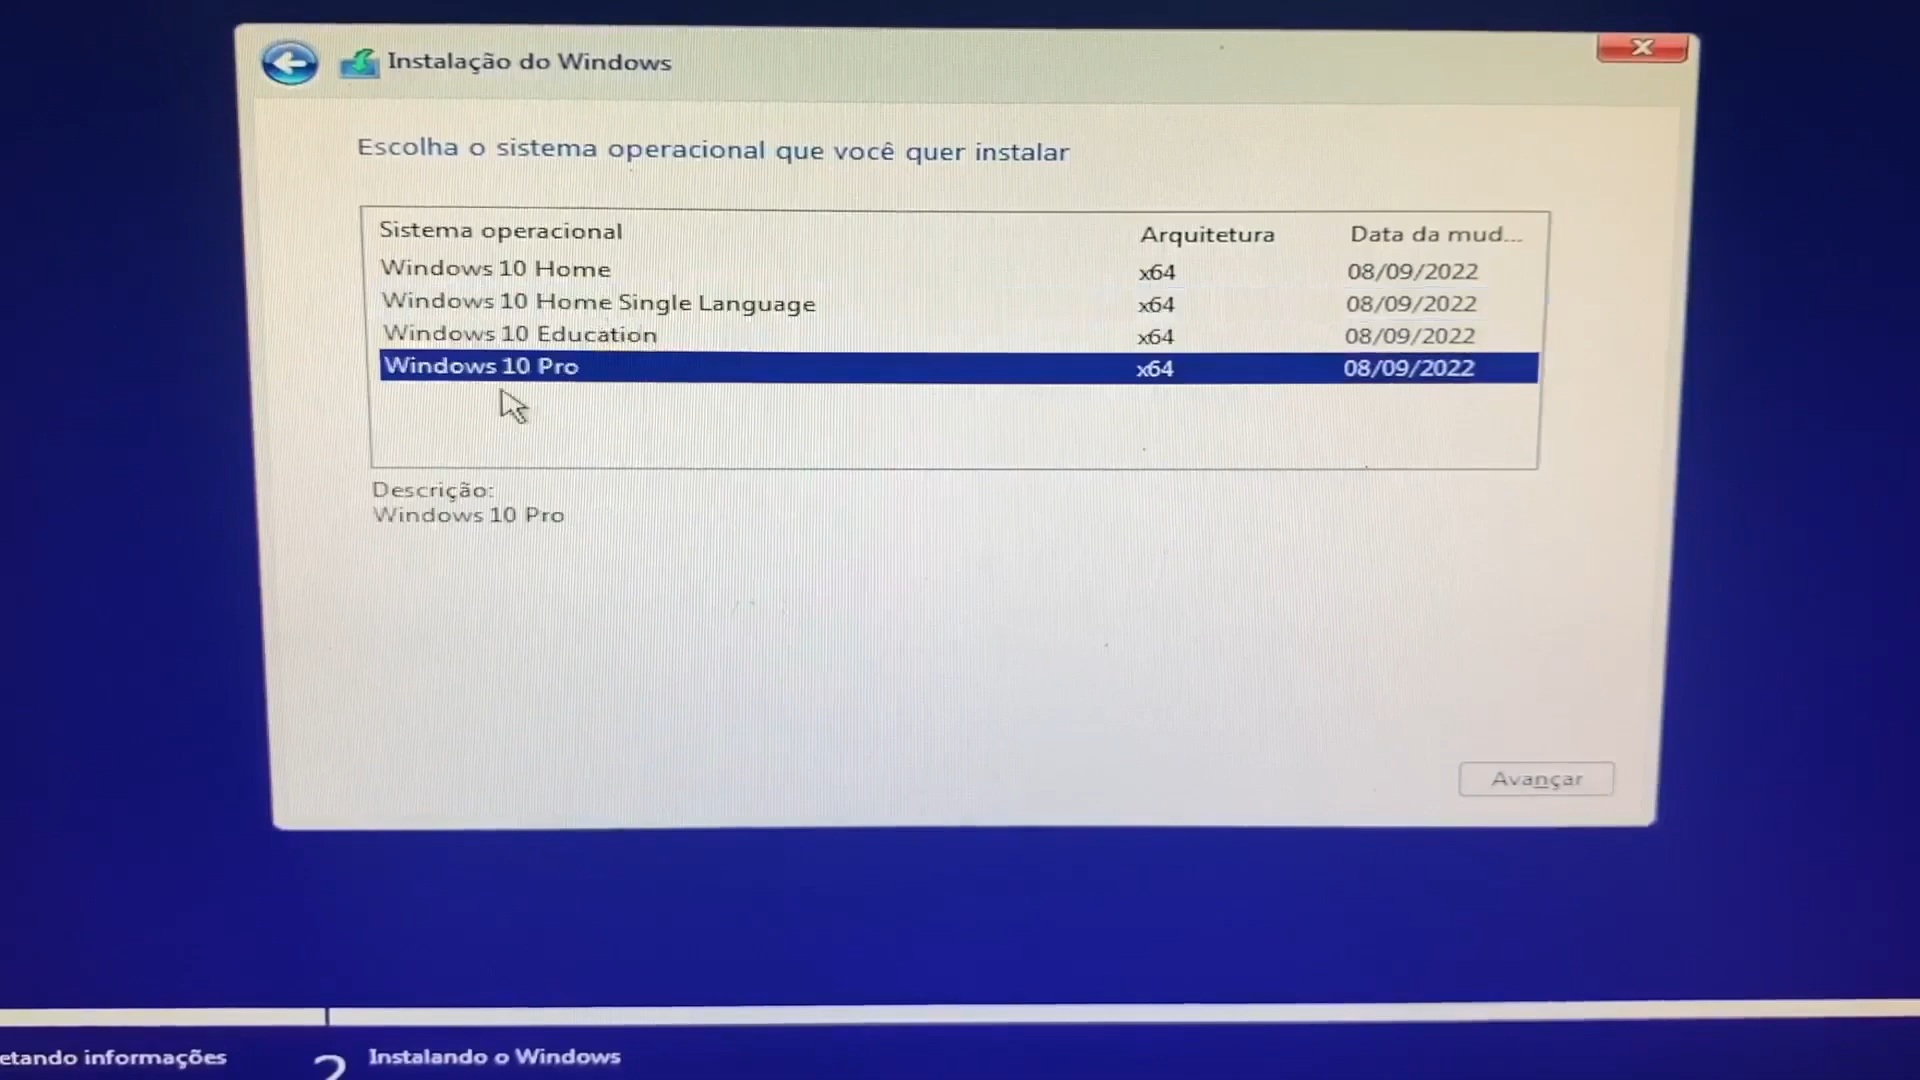 Instalação do Windows
Escolha o sistema operacional que você quer instalar
Sistema operacional Arquitetura Data da mud...
Windows 10 Home x64 08/09/2022
Windows 10 Home Single Language x64 08/09/2022
Windows 10 Education x64 08/09/2022
Windows 10 Pro x64 08/09/2022
Descrição:
Windows 10 Pro
Avançar
etando informações 2 Instalando o Windows